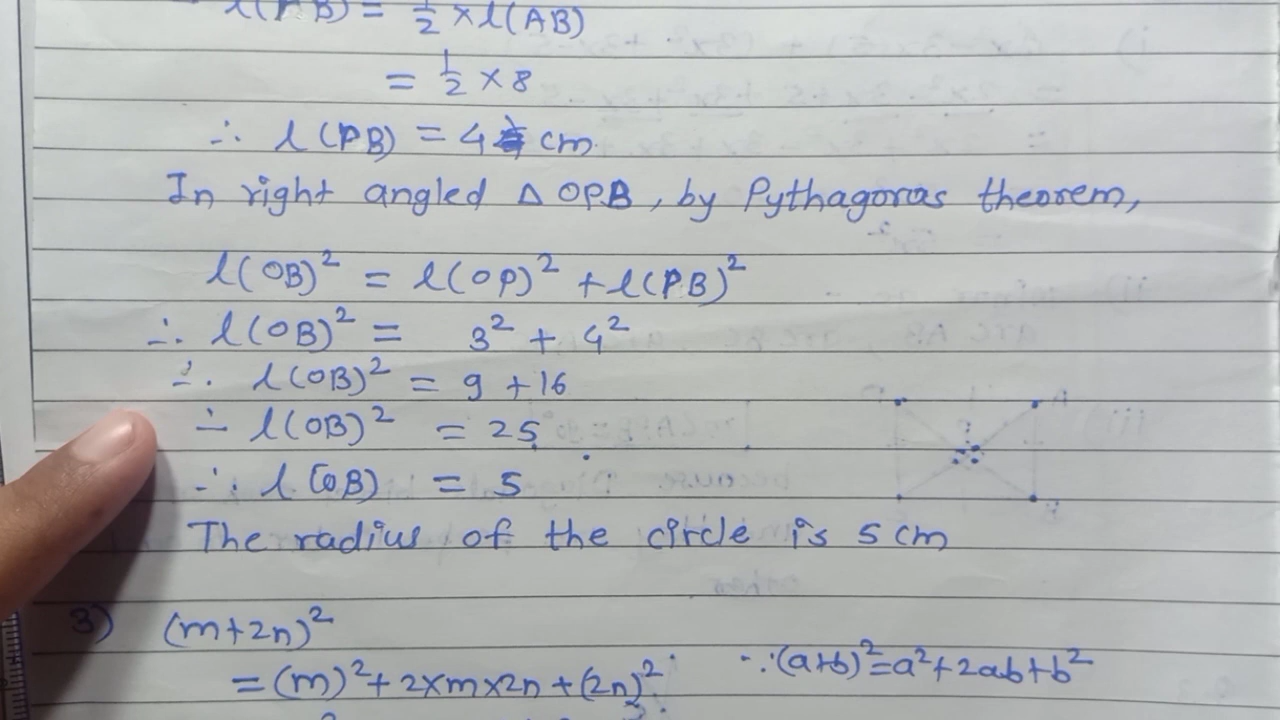 l(PB) = 1/2 × l(AB)
= 1/2 × 8
∴ l(PB) = 4 cm
In right angled △OPB, by Pythagoras theorem,
l(OB)² = l(OP)² + l(PB)²
∴ l(OB)² = 3² + 4²
∴ l(OB)² = 9 + 16
∴ l(OB)² = 25
∴ l(OB) = 5
The radius of the circle is 5 cm
3) (m+2n)²
= (m)² + 2×m×2n + (2n)² ∵ (a+b)² = a² + 2ab + b²